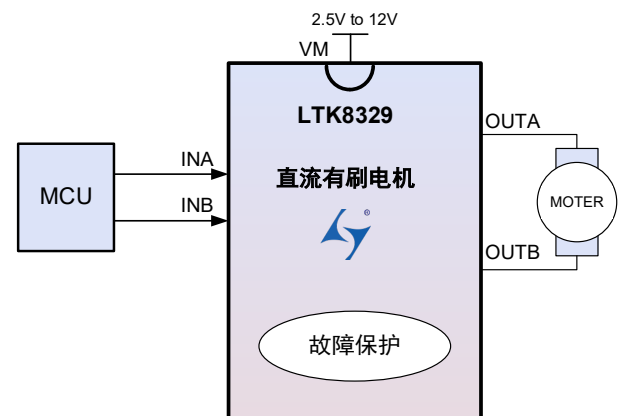 2.5V to 12V
VM
LTK8329
OUTA
INA
直流有刷电机
MCU
MOTER
INB
®
OUTB
故障保护